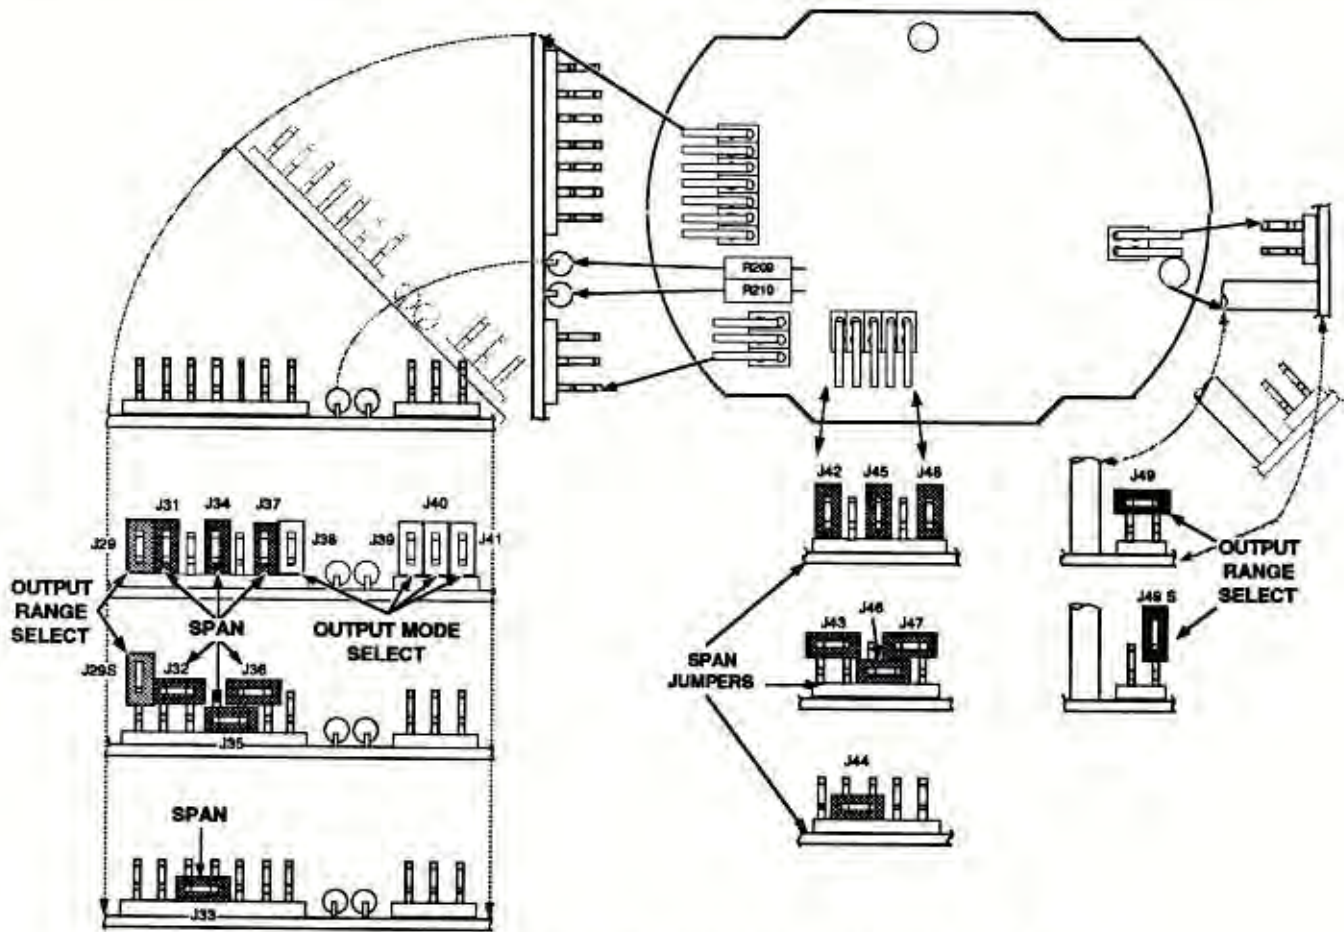 R209
R210
J42
J45
J48
J49
J31
J34
J37
J40
J29
J38
J39
J41
OUTPUT
RANGE
SELECT
SPAN
OUTPUT MODE
SELECT
OUTPUT
RANGE
SELECT
J49 S
J43
J46
J47
SPAN
JUMPERS
J29S
J32
J36
J35
J44
SPAN
J33